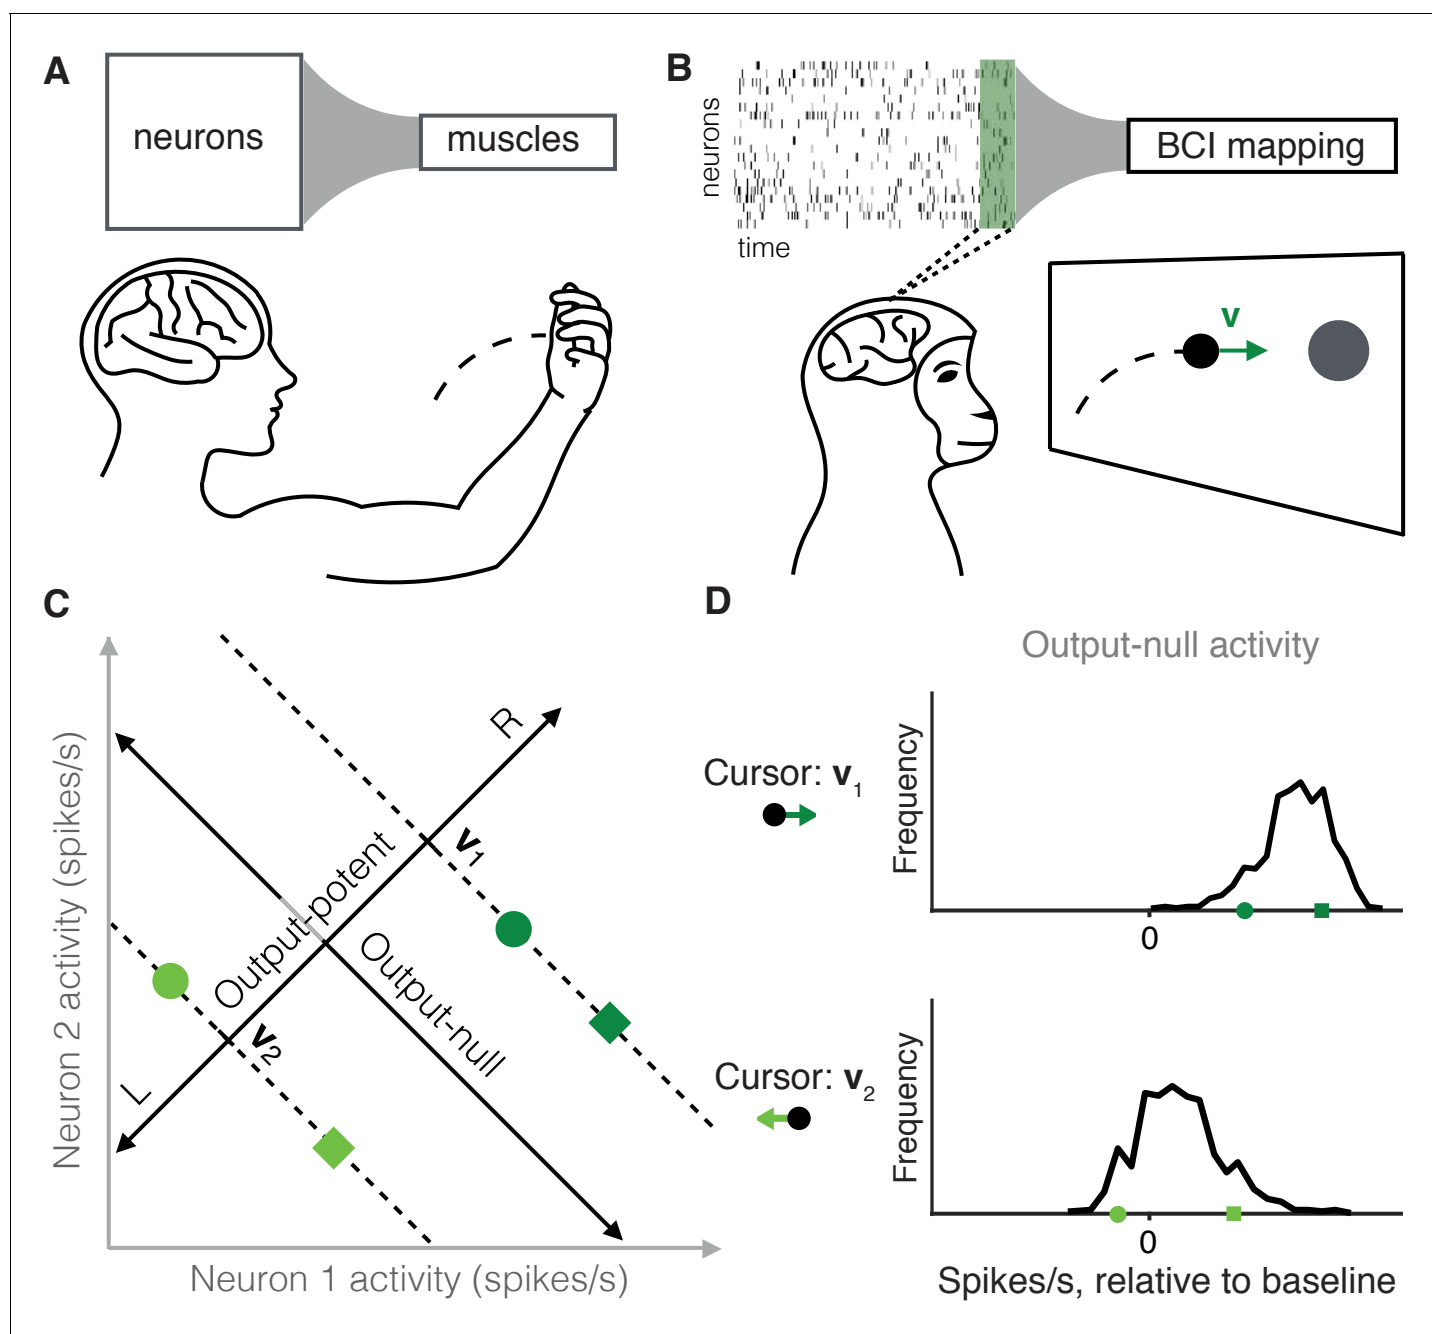 A
neurons
muscles
B
neurons
time
BCI mapping
v
C
Neuron 2 activity (spikes/s)
Neuron 1 activity (spikes/s)
R
L
Output-potent
Output-null
v₁
v₂
D
Output-null activity
Cursor: v₁
Frequency
0
Cursor: v₂
Frequency
0
Spikes/s, relative to baseline